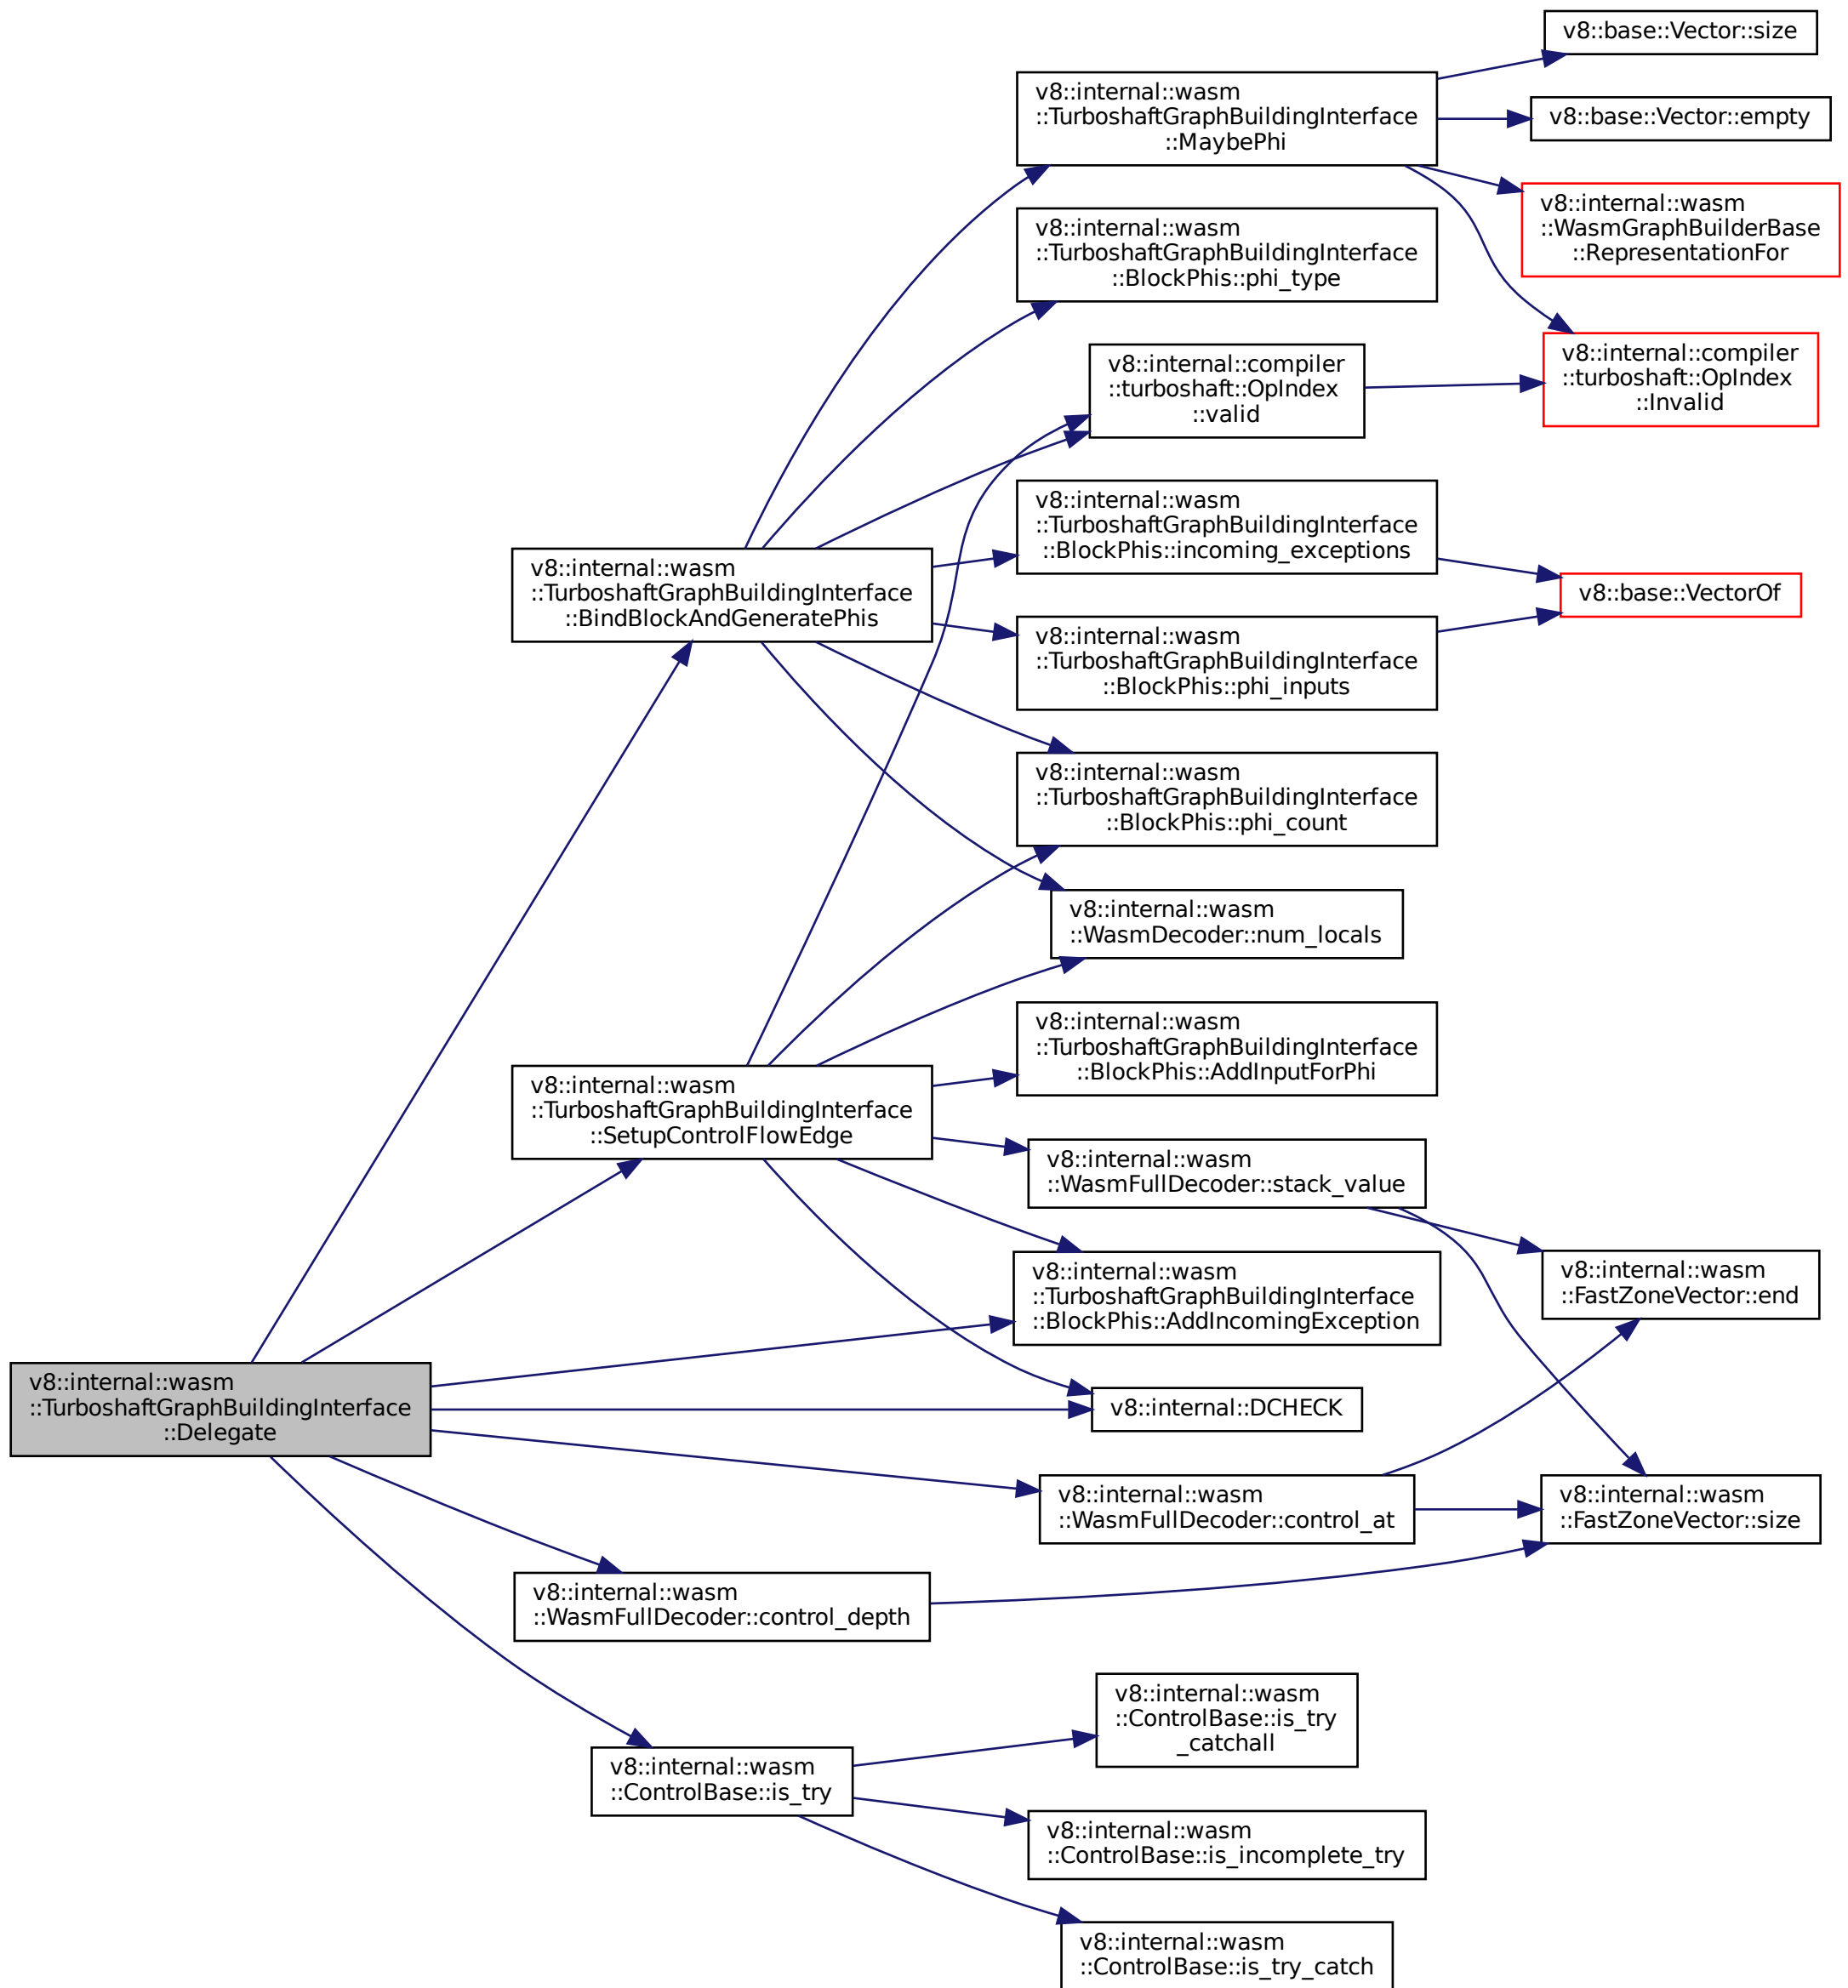 v8::base::Vector::size
v8::internal::wasm
::TurboshaftGraphBuildingInterface
::MaybePhi
v8::base::Vector::empty
v8::internal::wasm
::WasmGraphBuilderBase
::RepresentationFor
v8::internal::wasm
::TurboshaftGraphBuildingInterface
::BlockPhis::phi_type
v8::internal::compiler
::turboshaft::OpIndex
::valid
v8::internal::compiler
::turboshaft::OpIndex
::Invalid
v8::internal::wasm
::TurboshaftGraphBuildingInterface
::BlockPhis::incoming_exceptions
v8::internal::wasm
::TurboshaftGraphBuildingInterface
::BindBlockAndGeneratePhis
v8::base::VectorOf
v8::internal::wasm
::TurboshaftGraphBuildingInterface
::BlockPhis::phi_inputs
v8::internal::wasm
::TurboshaftGraphBuildingInterface
::BlockPhis::phi_count
v8::internal::wasm
::WasmDecoder::num_locals
v8::internal::wasm
::TurboshaftGraphBuildingInterface
::BlockPhis::AddInputForPhi
v8::internal::wasm
::TurboshaftGraphBuildingInterface
::SetupControlFlowEdge
v8::internal::wasm
::WasmFullDecoder::stack_value
v8::internal::wasm
::TurboshaftGraphBuildingInterface
::BlockPhis::AddIncomingException
v8::internal::wasm
::FastZoneVector::end
v8::internal::wasm
::TurboshaftGraphBuildingInterface
::Delegate
v8::internal::DCHECK
v8::internal::wasm
::WasmFullDecoder::control_at
v8::internal::wasm
::FastZoneVector::size
v8::internal::wasm
::WasmFullDecoder::control_depth
v8::internal::wasm
::ControlBase::is_try
_catchall
v8::internal::wasm
::ControlBase::is_try
v8::internal::wasm
::ControlBase::is_incomplete_try
v8::internal::wasm
::ControlBase::is_try_catch